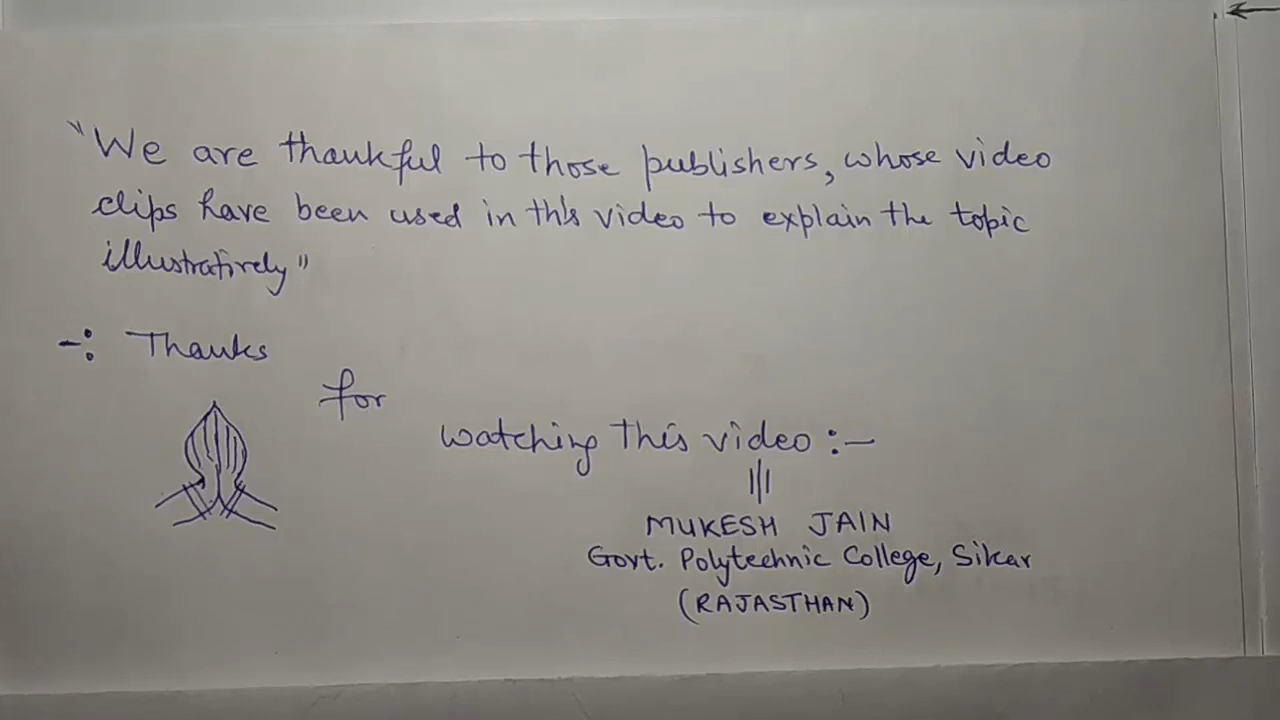 "We are thankful to those publishers, whose video
clips have been used in this video to explain the topic
illustratively"
-: Thanks
for
watching This video :-
MUKESH JAIN
Govt. Polytechnic College, Sikar
(RAJASTHAN)